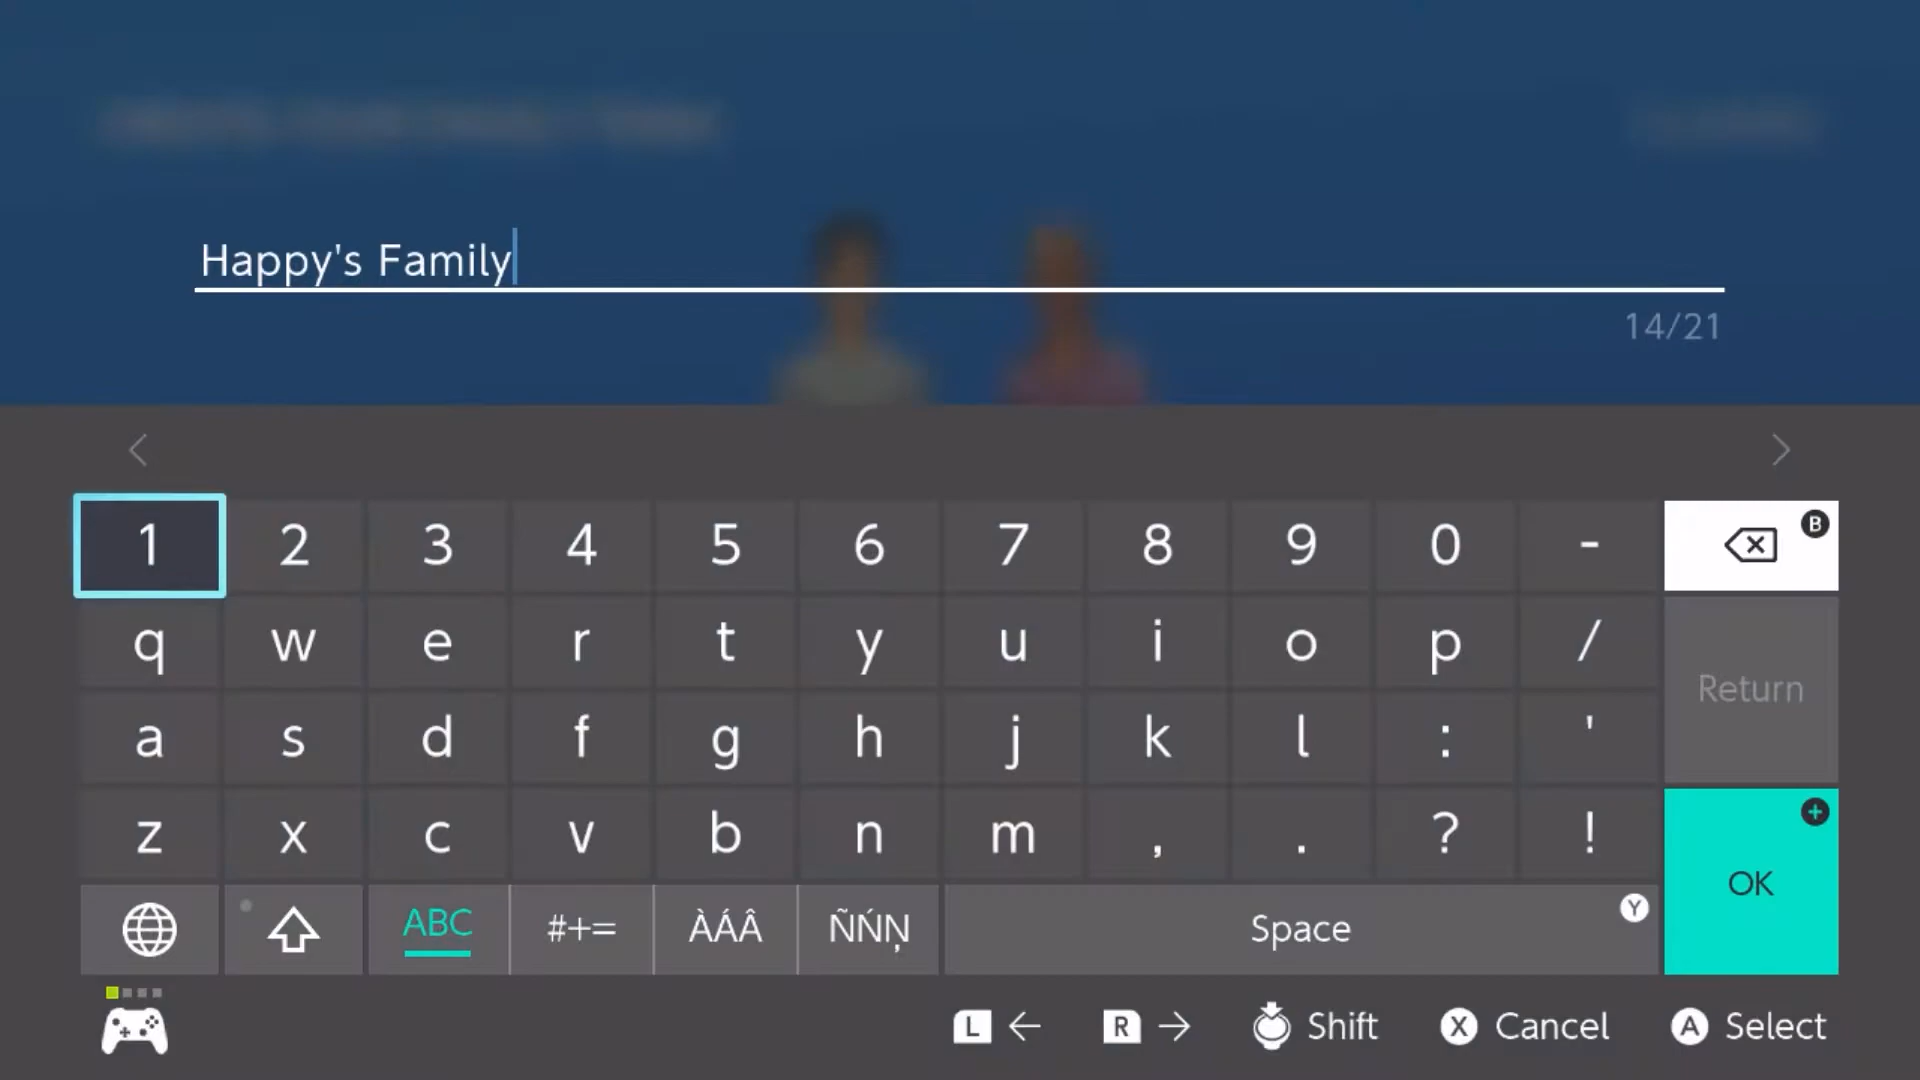 Happy's Family
14/21
1 2 3 4 5 6 7 8 9 0 - B
q w e r t y u i o p / Return
a s d f g h j k l : '
z x c v b n m , . ? ! +
OK
ABC #+= ÀÁÂ ÑŃŅ Space Y
L ← R → Shift X Cancel A Select